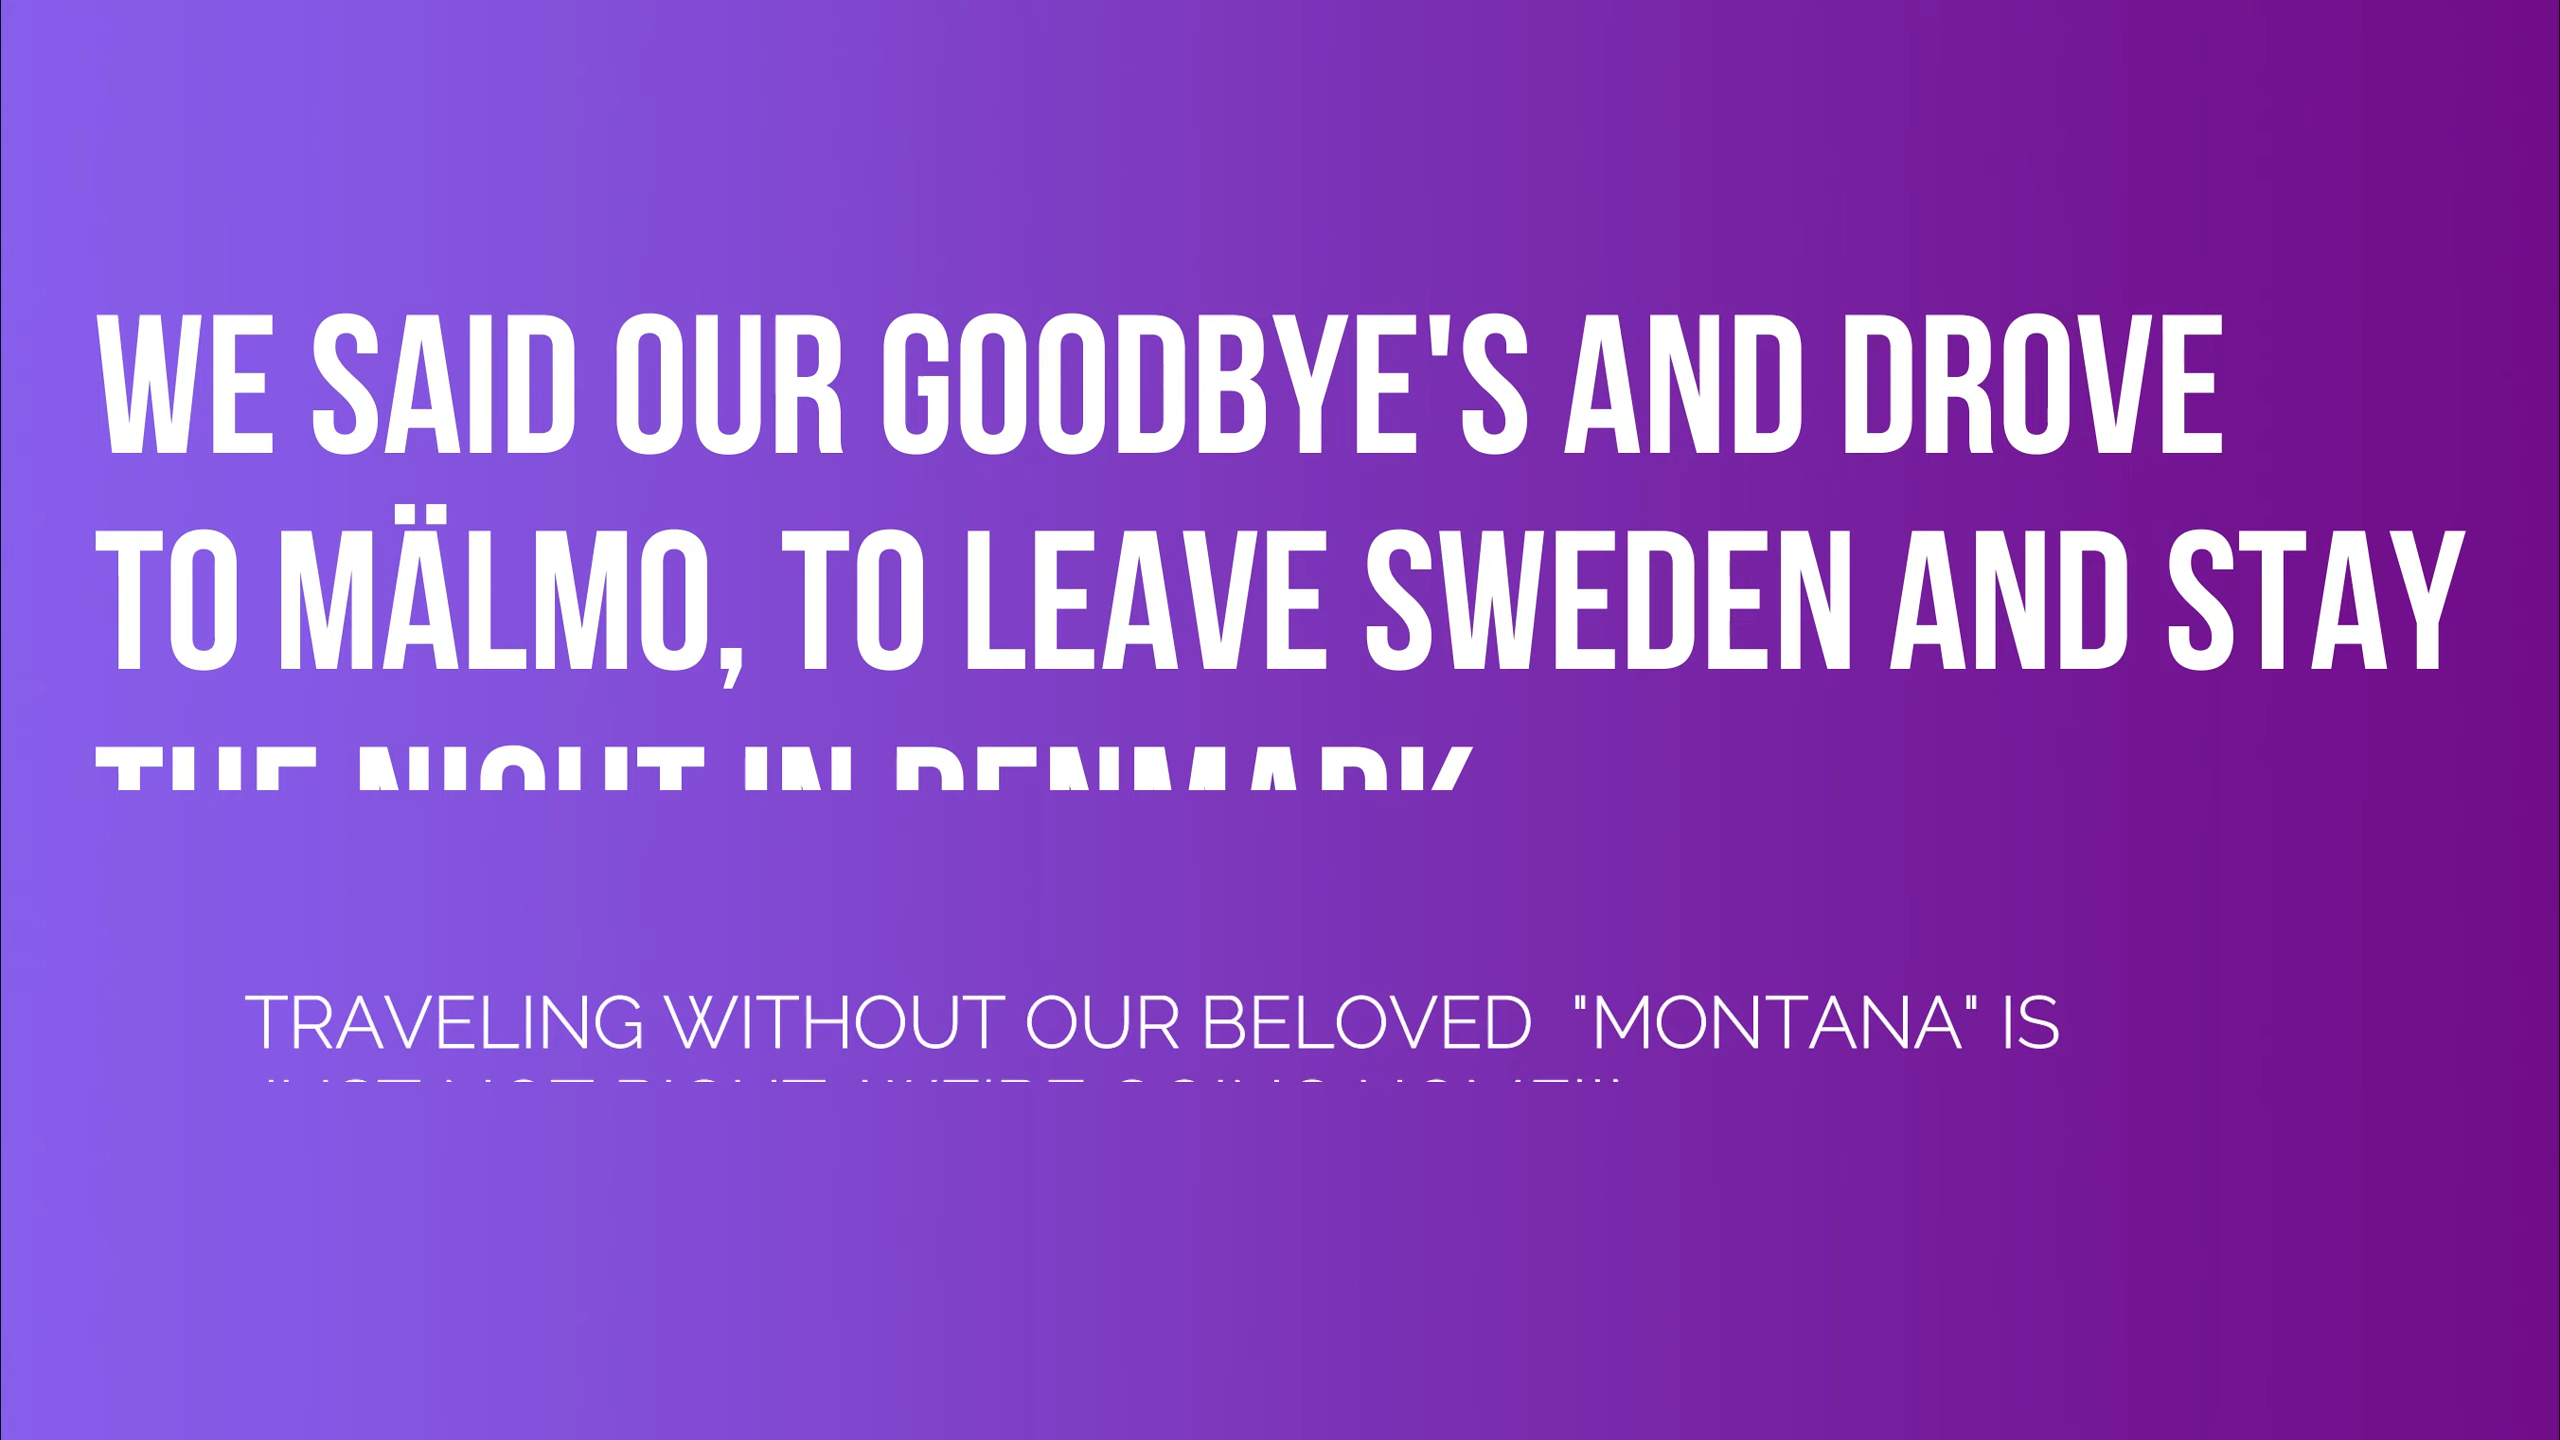 WE SAID OUR GOODBYE'S AND DROVE
TO MÄLMO, TO LEAVE SWEDEN AND STAY
THE NIGHT IN DENMARK
TRAVELING WITHOUT OUR BELOVED  "MONTANA" IS